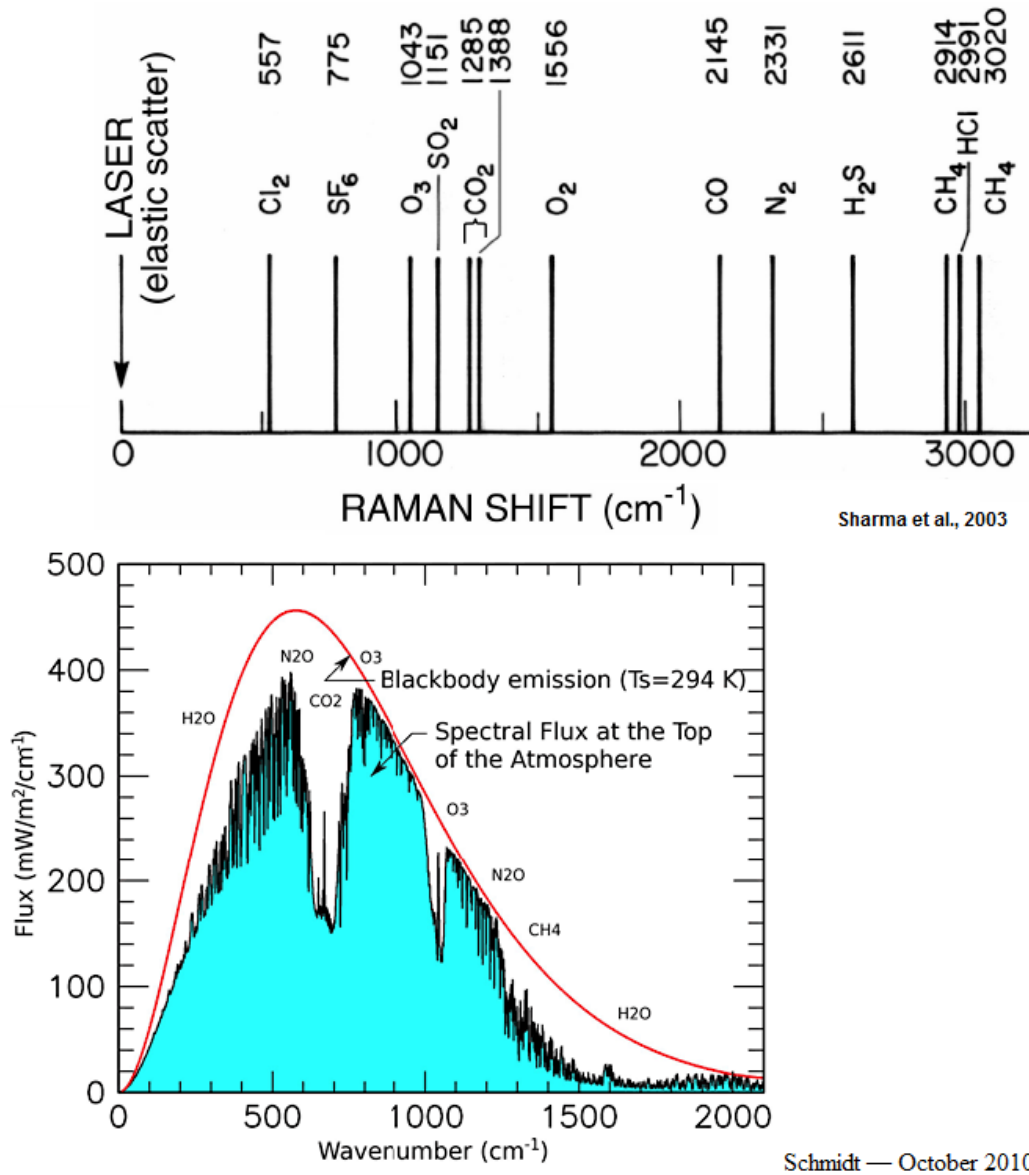 LASER
(elastic scatter)
557
775
1043
1151
1285
1388
1556
2145
2331
2611
2914
2991
3020
Cl₂
SF₆
O₃
SO₂
CO₂
O₂
CO
N₂
H₂S
CH₄
HCl
CH₄
0
1000
2000
3000
RAMAN SHIFT (cm⁻¹)
Sharma et al., 2003
500
400
300
200
100
0
Flux (mW/m²/cm⁻¹)
H2O
N2O
CO2
O3
Blackbody emission (Ts=294 K)
Spectral Flux at the Top
of the Atmosphere
O3
N2O
CH4
H2O
0
500
1000
1500
2000
Wavenumber (cm⁻¹)
Schmidt — October 2010